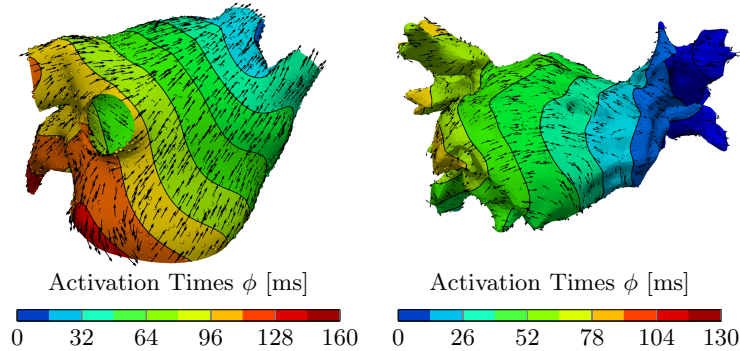 Activation Times ϕ [ms]
0 32 64 96 128 160
Activation Times ϕ [ms]
0 26 52 78 104 130